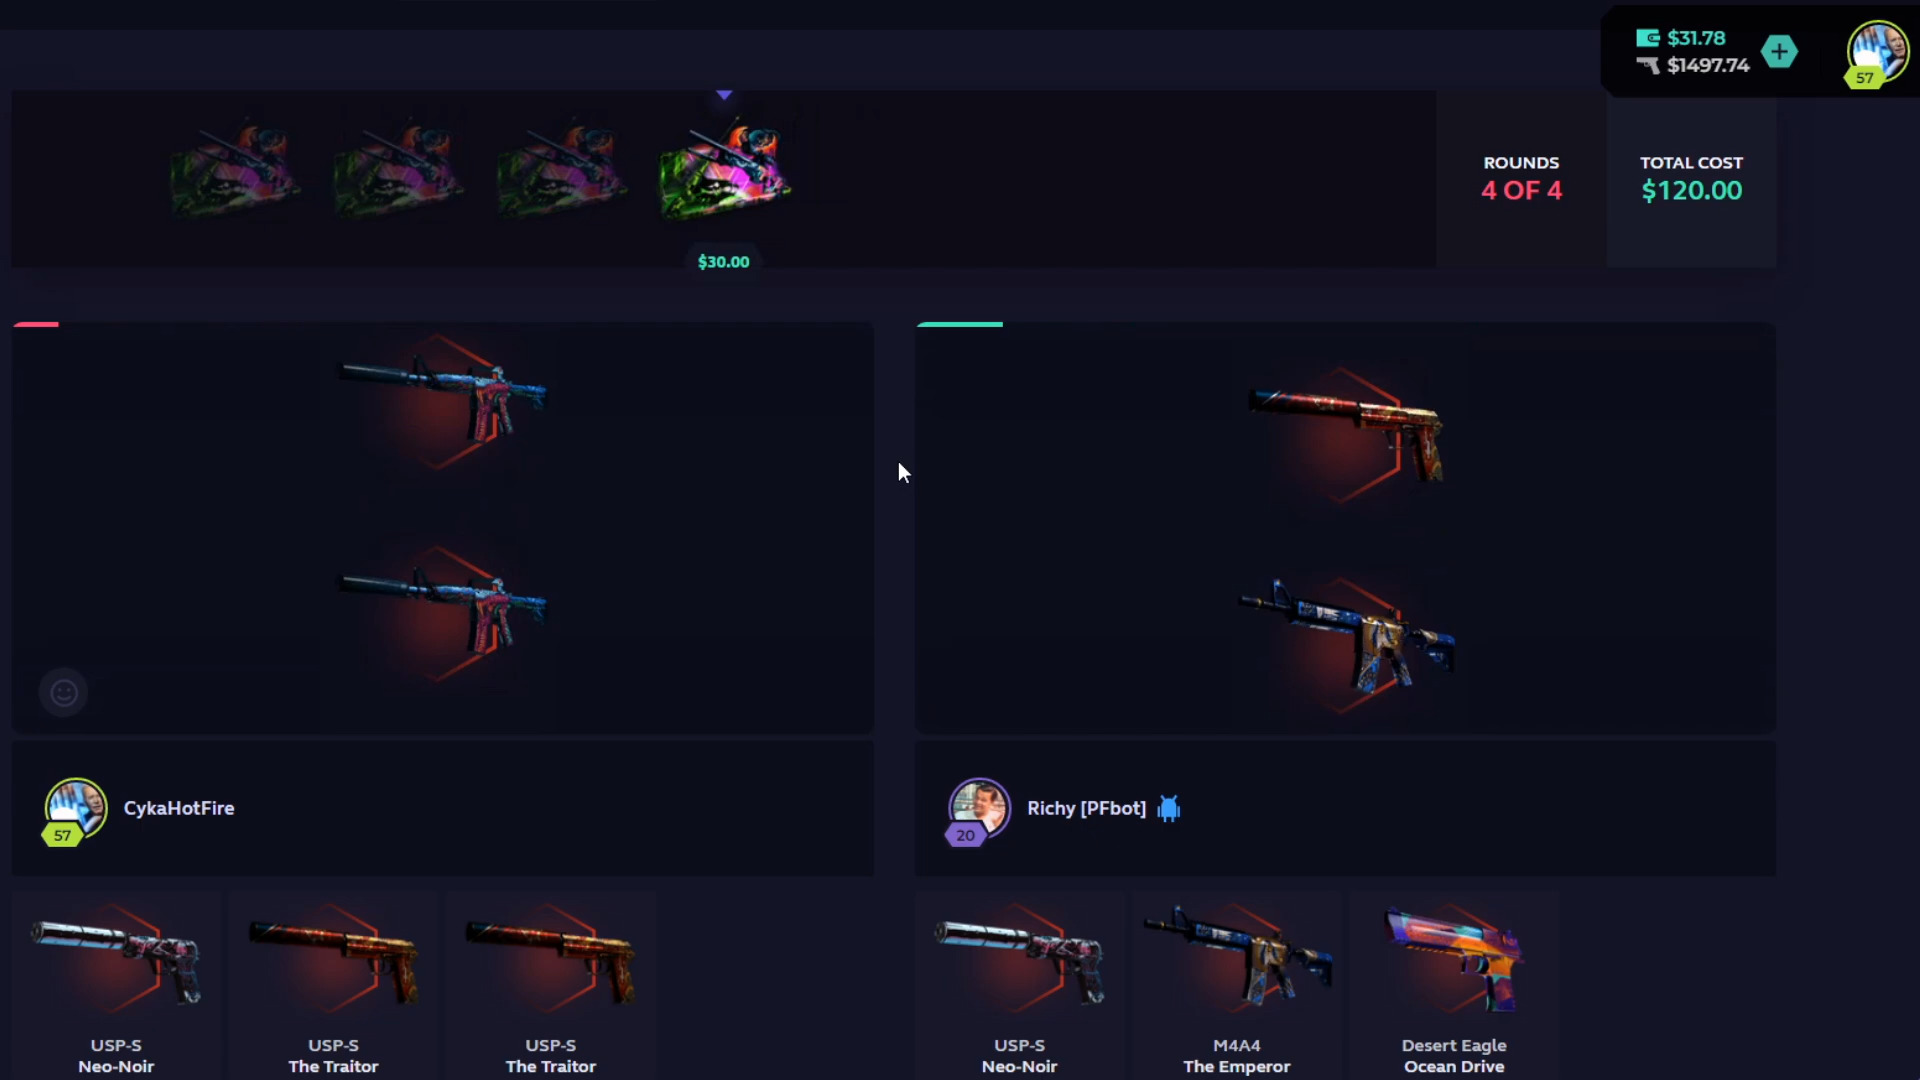 $31.78
$1497.74
57
ROUNDS
4 OF 4
TOTAL COST
$120.00
$30.00
CykaHotFire
57
Richy [PFbot]
20
USP-S
Neo-Noir
USP-S
The Traitor
USP-S
The Traitor
USP-S
Neo-Noir
M4A4
The Emperor
Desert Eagle
Ocean Drive